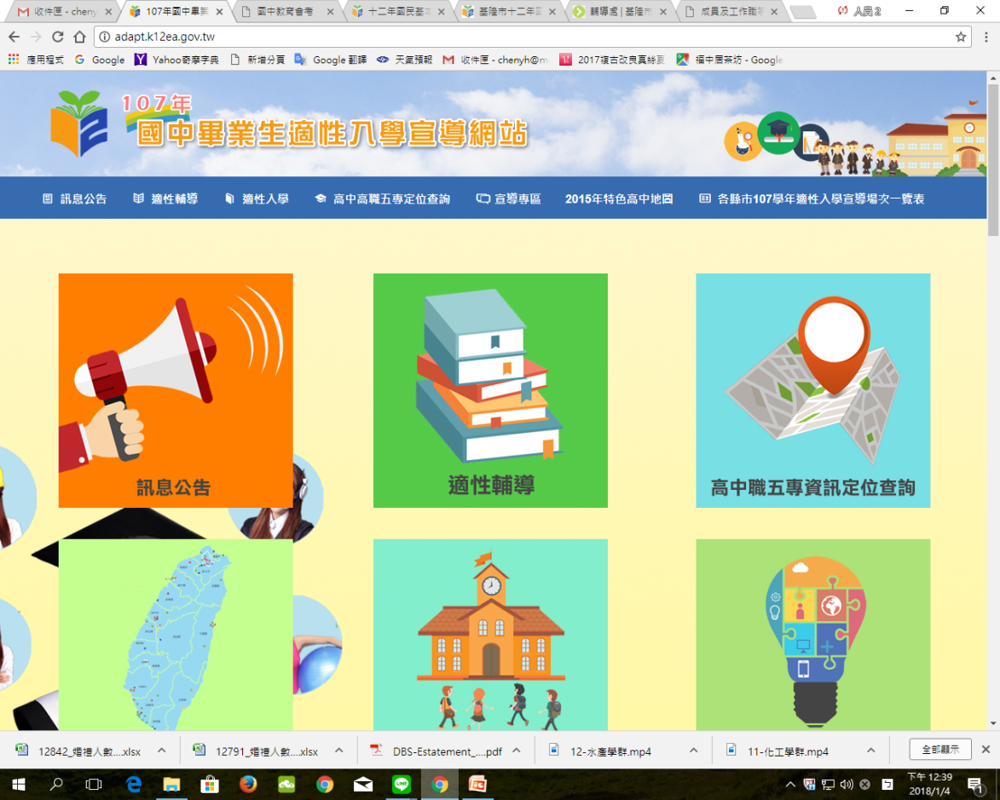 收件匣 - cheny
107年國中畢業
國中教育會考
十二年國民基本
基隆市十二年
輔導處 | 基隆市
成員及工作職
人員 2
adapt.k12ea.gov.tw
應用程式
Google
Yahoo奇摩字典
新增分頁
Google 翻譯
天氣預報
收件匣 - chenyh@m
2017復古改良真絲夏
福中居茶坊 - Google
107年
國中畢業生適性入學宣導網站
訊息公告
適性輔導
適性入學
高中高職五專定位查詢
宣導專區
2015年特色高中地圖
各縣市107學年適性入學宣導場次一覽表
訊息公告
適性輔導
高中職五專資訊定位查詢
12842_婚禮人數....xlsx
12791_婚禮人數....xlsx
DBS-Estatement_....pdf
12-水產學群.mp4
11-化工學群.mp4
全部顯示
下午 12:39
2018/1/4